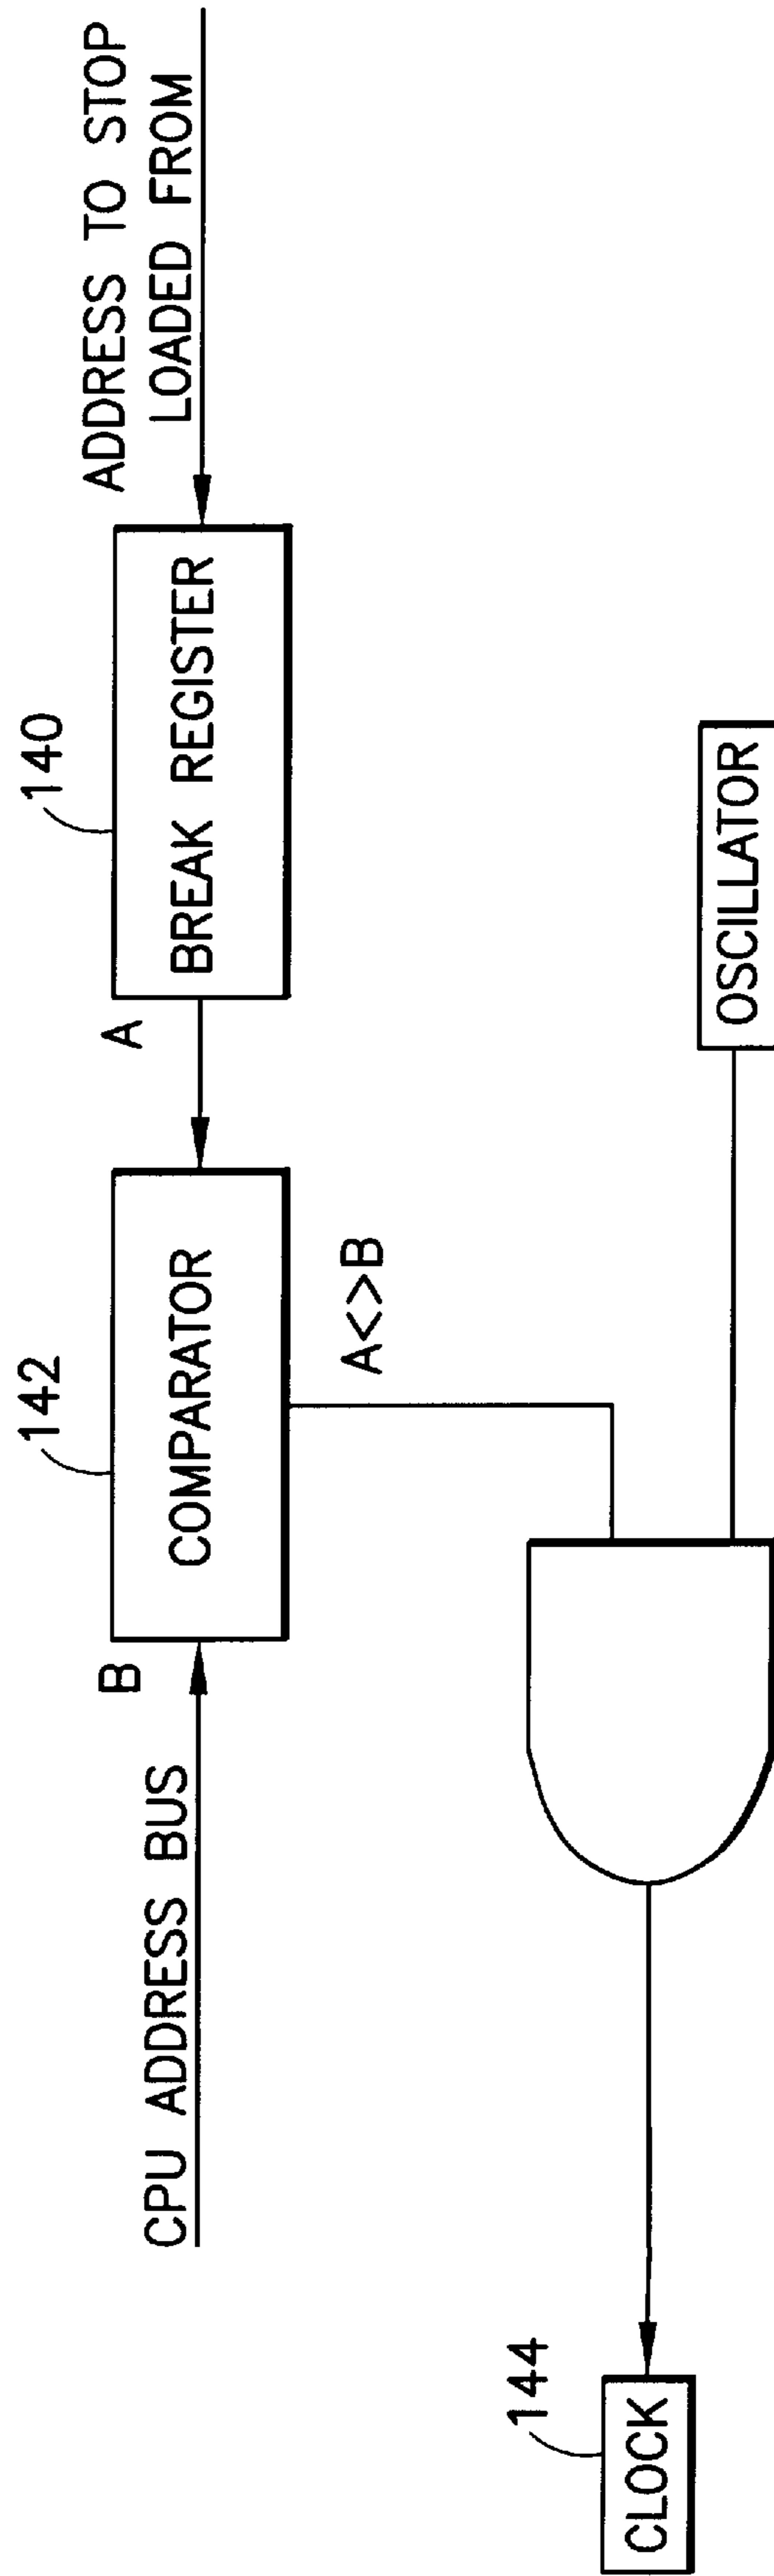 ADDRESS TO STOP
LOADED FROM
140
BREAK REGISTER
A
142
COMPARATOR
B
CPU ADDRESS BUS
A<>B
OSCILLATOR
144
CLOCK